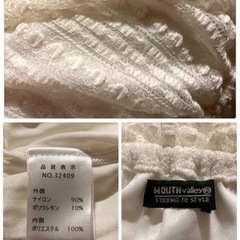 品質表示
NO.32409
外側
ナイロン 90%
ポリウレタン 10%
内側
ポリエステル 100%
MOUTH valley
STICKING TO STYLE